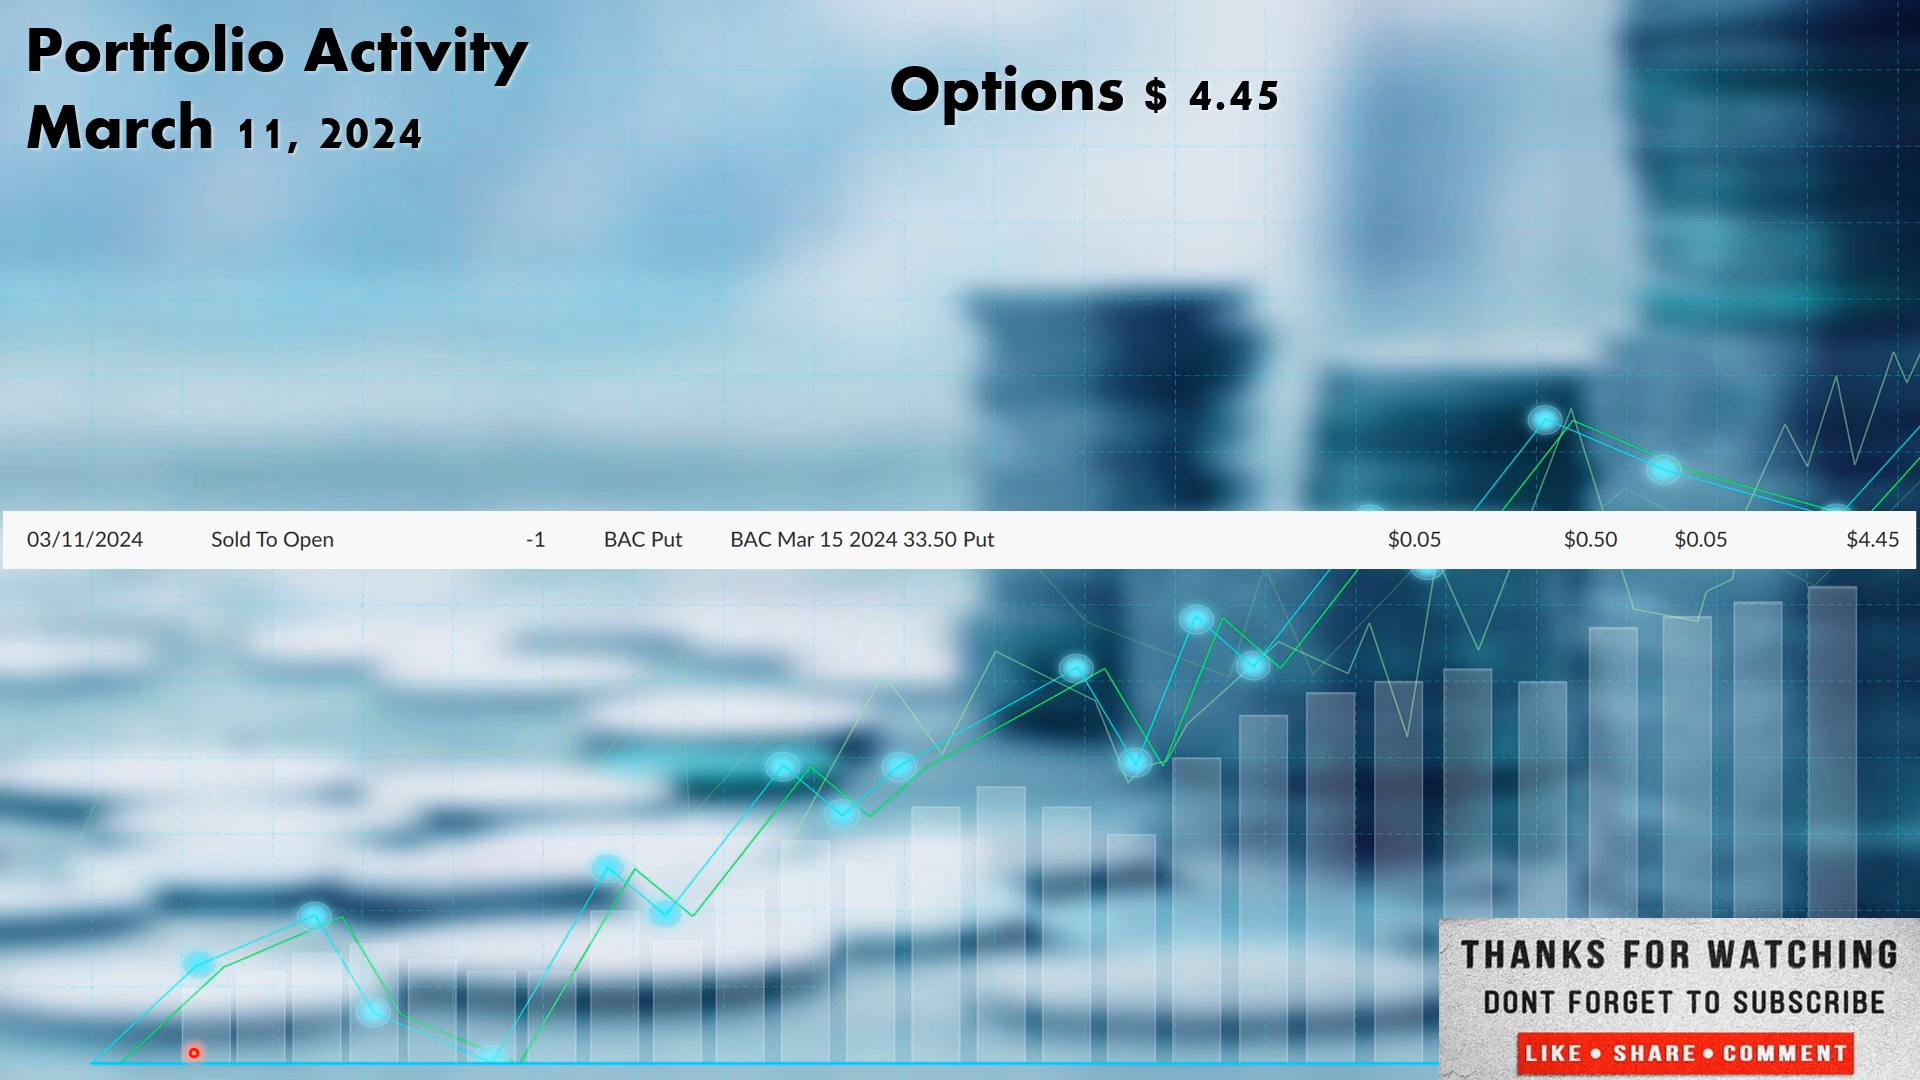 Portfolio Activity
March 11, 2024
Options $ 4.45
03/11/2024 Sold To Open -1 BAC Put BAC Mar 15 2024 33.50 Put $0.05 $0.50 $0.05 $4.45
THANKS FOR WATCHING
DONT FORGET TO SUBSCRIBE
LIKE • SHARE • COMMENT